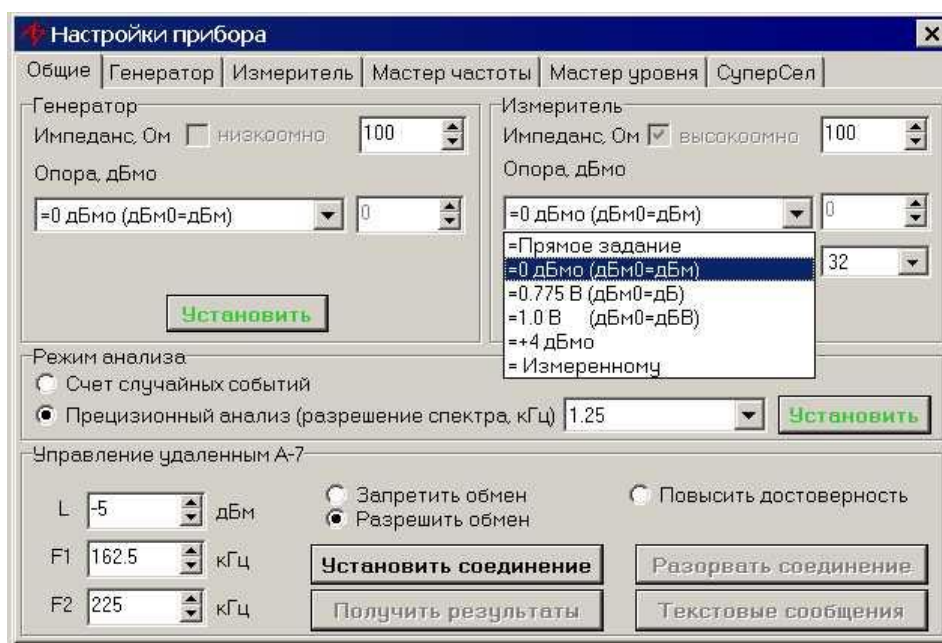 Настройки прибора
Общие Генератор Измеритель Мастер частоты Мастер уровня СуперСел
Генератор
Импеданс, Ом низкоомно 100
Опора, дБмо
=0 дБмо (дБм0=дБм) 0
Установить
Измеритель
Импеданс, Ом высокоомно 100
Опора, дБмо
=0 дБмо (дБм0=дБм) 0
=Прямое задание
=0 дБмо (дБм0=дБм)
32
=0.775 В (дБм0=дБ)
=1.0 В (дБм0=дБВ)
=+4 дБмо
= Измеренному
Режим анализа
Счет случайных событий
Прецизионный анализ (разрешение спектра, кГц) 1.25 Установить
Управление удаленным А-7
L -5 дБм
F1 162.5 кГц
F2 225 кГц
Запретить обмен
Разрешить обмен
Повысить достоверность
Установить соединение Разорвать соединение
Получить результаты Текстовые сообщения